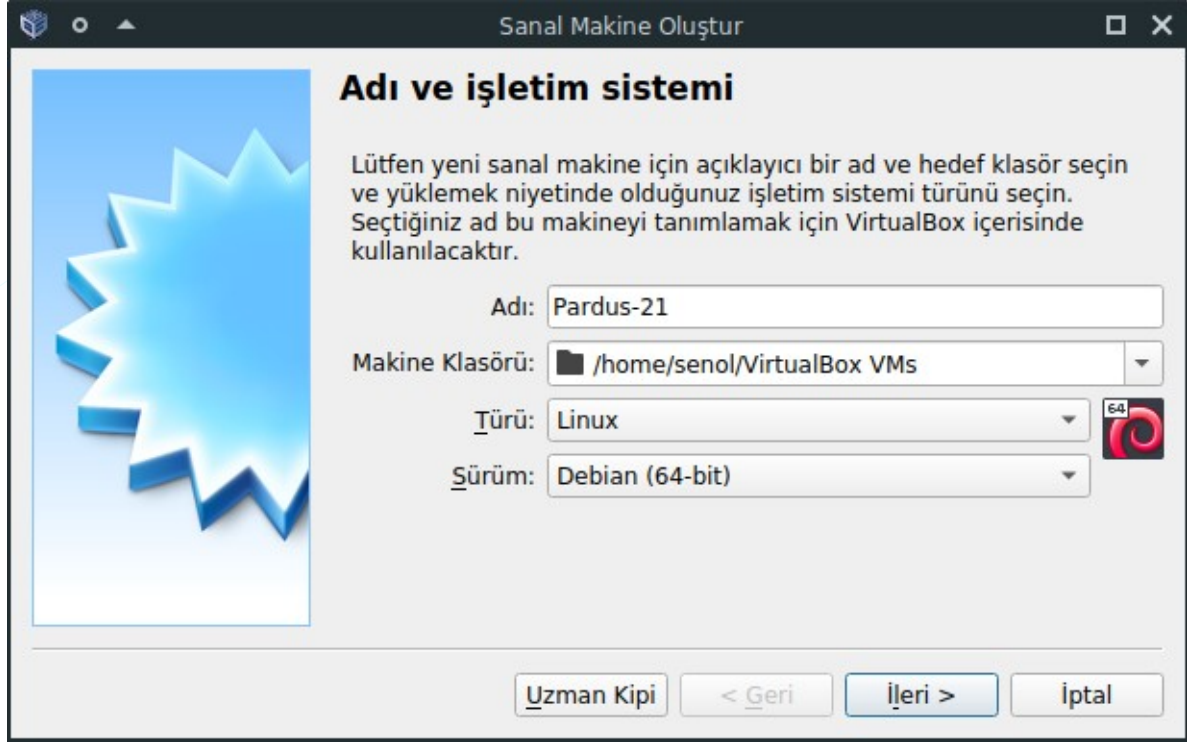 Sanal Makine Oluştur
Adı ve işletim sistemi
Lütfen yeni sanal makine için açıklayıcı bir ad ve hedef klasör seçin
ve yüklemek niyetinde olduğunuz işletim sistemi türünü seçin.
Seçtiğiniz ad bu makineyi tanımlamak için VirtualBox içerisinde
kullanılacaktır.
Adı: Pardus-21
Makine Klasörü: /home/senol/VirtualBox VMs
Türü: Linux
64
Sürüm: Debian (64-bit)
Uzman Kipi < Geri İleri > İptal